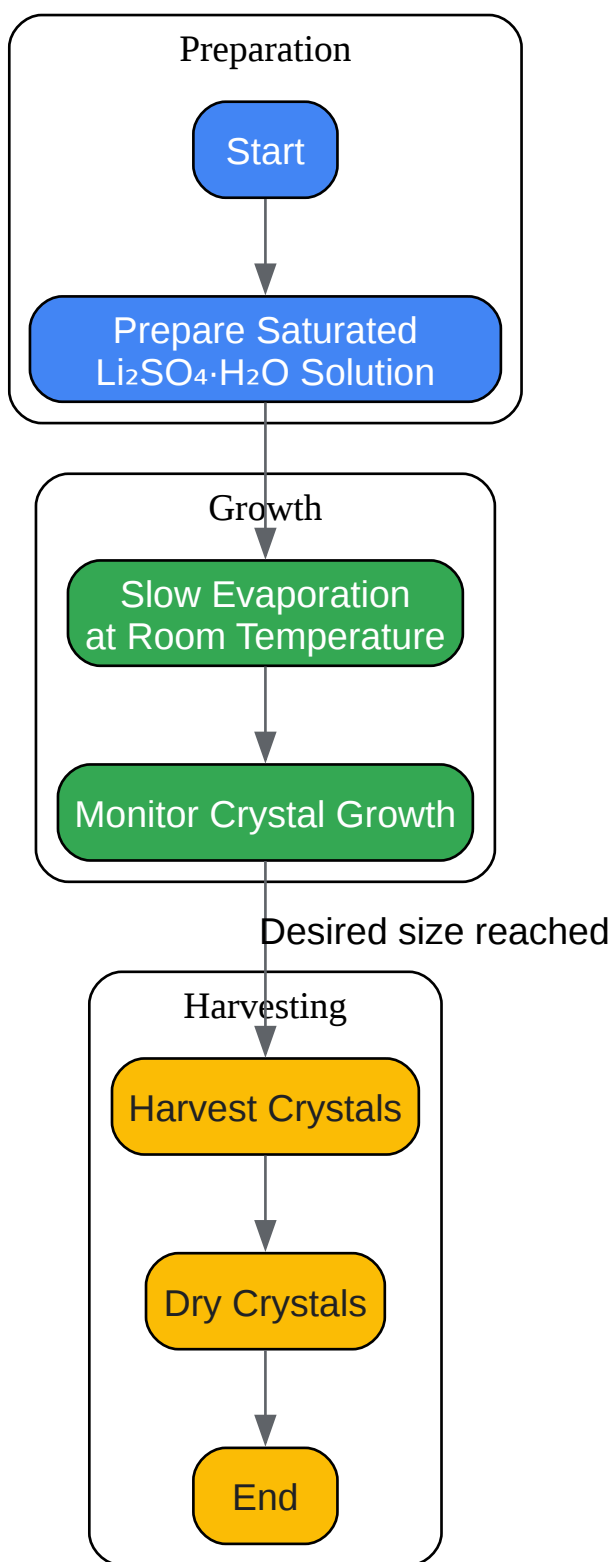 Preparation
Start
Prepare Saturated
Li₂SO₄·H₂O Solution
Growth
Slow Evaporation
at Room Temperature
Monitor Crystal Growth
Desired size reached
Harvesting
Harvest Crystals
Dry Crystals
End